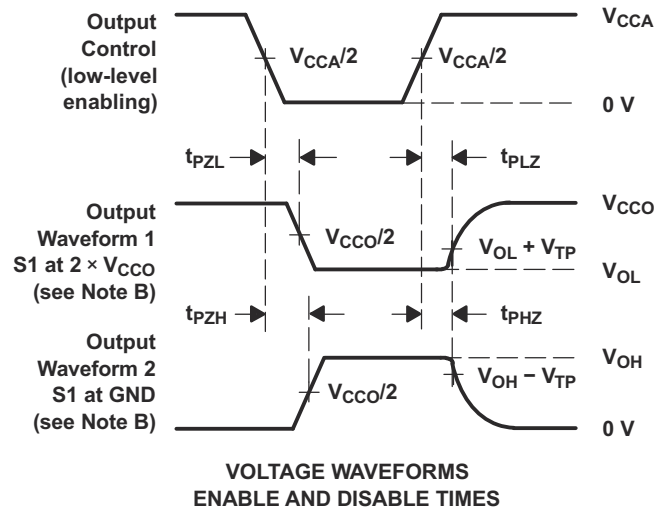 Output
Control
(low-level
enabling)
VCCA/2
VCCA/2
VCCA
0 V
tPZL
tPLZ
Output
Waveform 1
S1 at 2 × VCCO
(see Note B)
VCCO/2
VCCO
VOL + VTP
VOL
tPZH
tPHZ
Output
Waveform 2
S1 at GND
(see Note B)
VCCO/2
VOH
VOH − VTP
0 V
VOLTAGE WAVEFORMS
ENABLE AND DISABLE TIMES